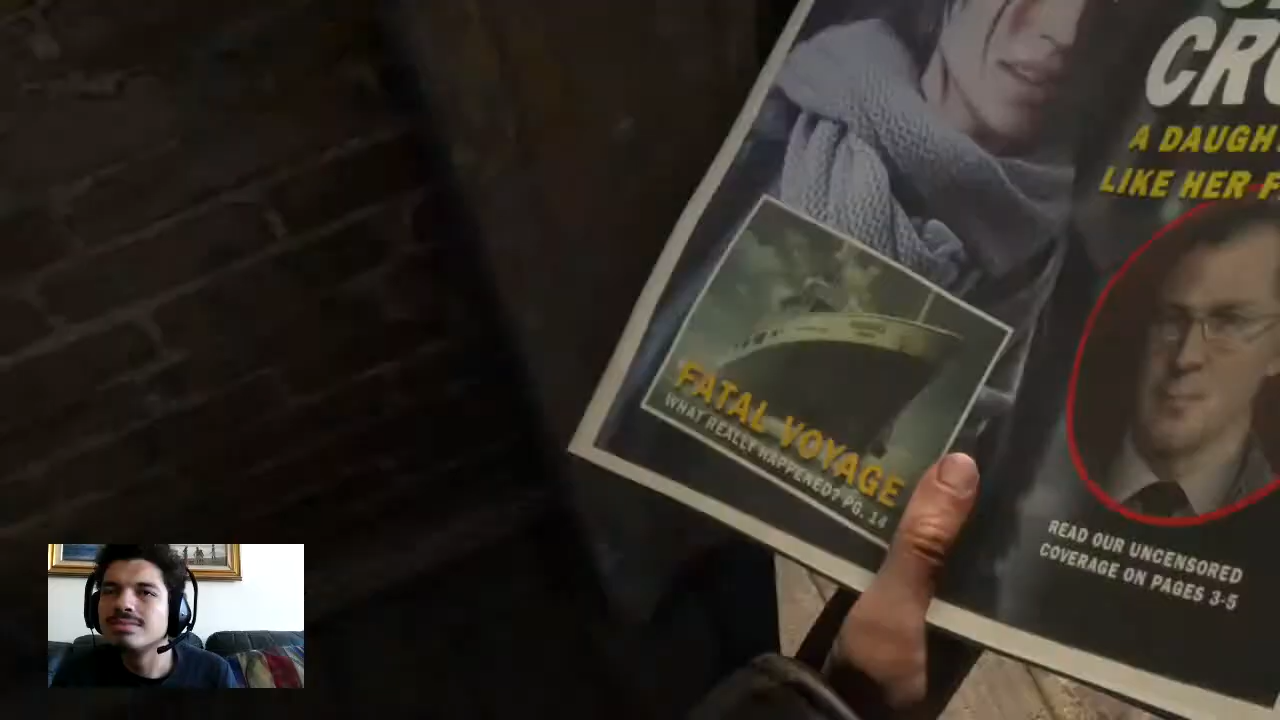 CR
A DAUGH
LIKE HER F
FATAL VOYAGE
WHAT REALLY HAPPENED? PG. 14
READ OUR UNCENSORED
COVERAGE ON PAGES 3-5